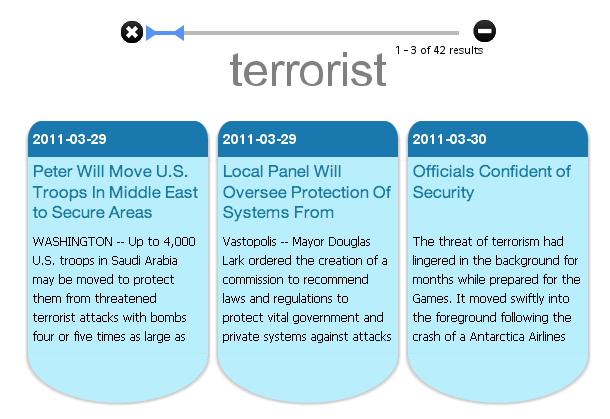 1 - 3 of 42 results
terrorist
2011-03-29
Peter Will Move U.S.
Troops In Middle East
to Secure Areas
WASHINGTON -- Up to 4,000
U.S. troops in Saudi Arabia
may be moved to protect
them from threatened
terrorist attacks with bombs
four or five times as large as
2011-03-29
Local Panel Will
Oversee Protection Of
Systems From
Vastopolis -- Mayor Douglas
Lark ordered the creation of a
commission to recommend
laws and regulations to
protect vital government and
private systems against attacks
2011-03-30
Officials Confident of
Security
The threat of terrorism had
lingered in the background for
months while prepared for the
Games. It moved swiftly into
the foreground following the
crash of a Antarctica Airlines